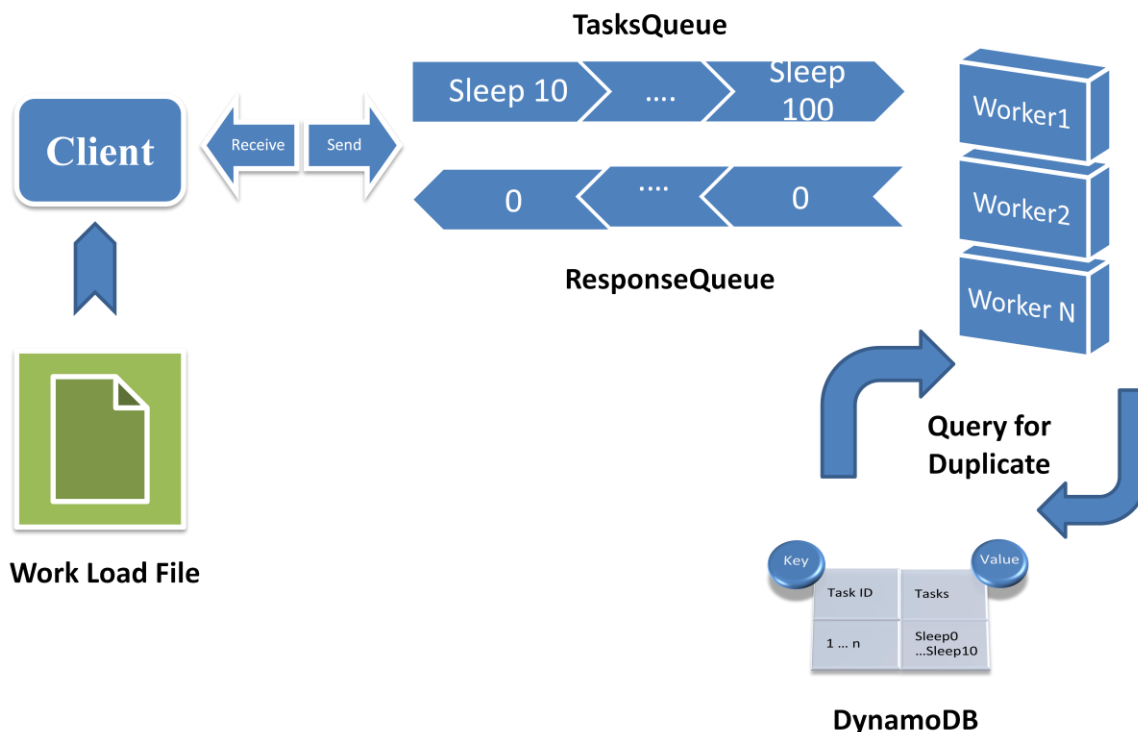 TasksQueue
Sleep 10
....
Sleep
100
Client
Receive
Send
0
....
0
ResponseQueue
Worker1
Worker2
Worker N
Query for
Duplicate
Work Load File
Key
Value
Task ID
Tasks
1 ... n
Sleep0
...Sleep10
DynamoDB